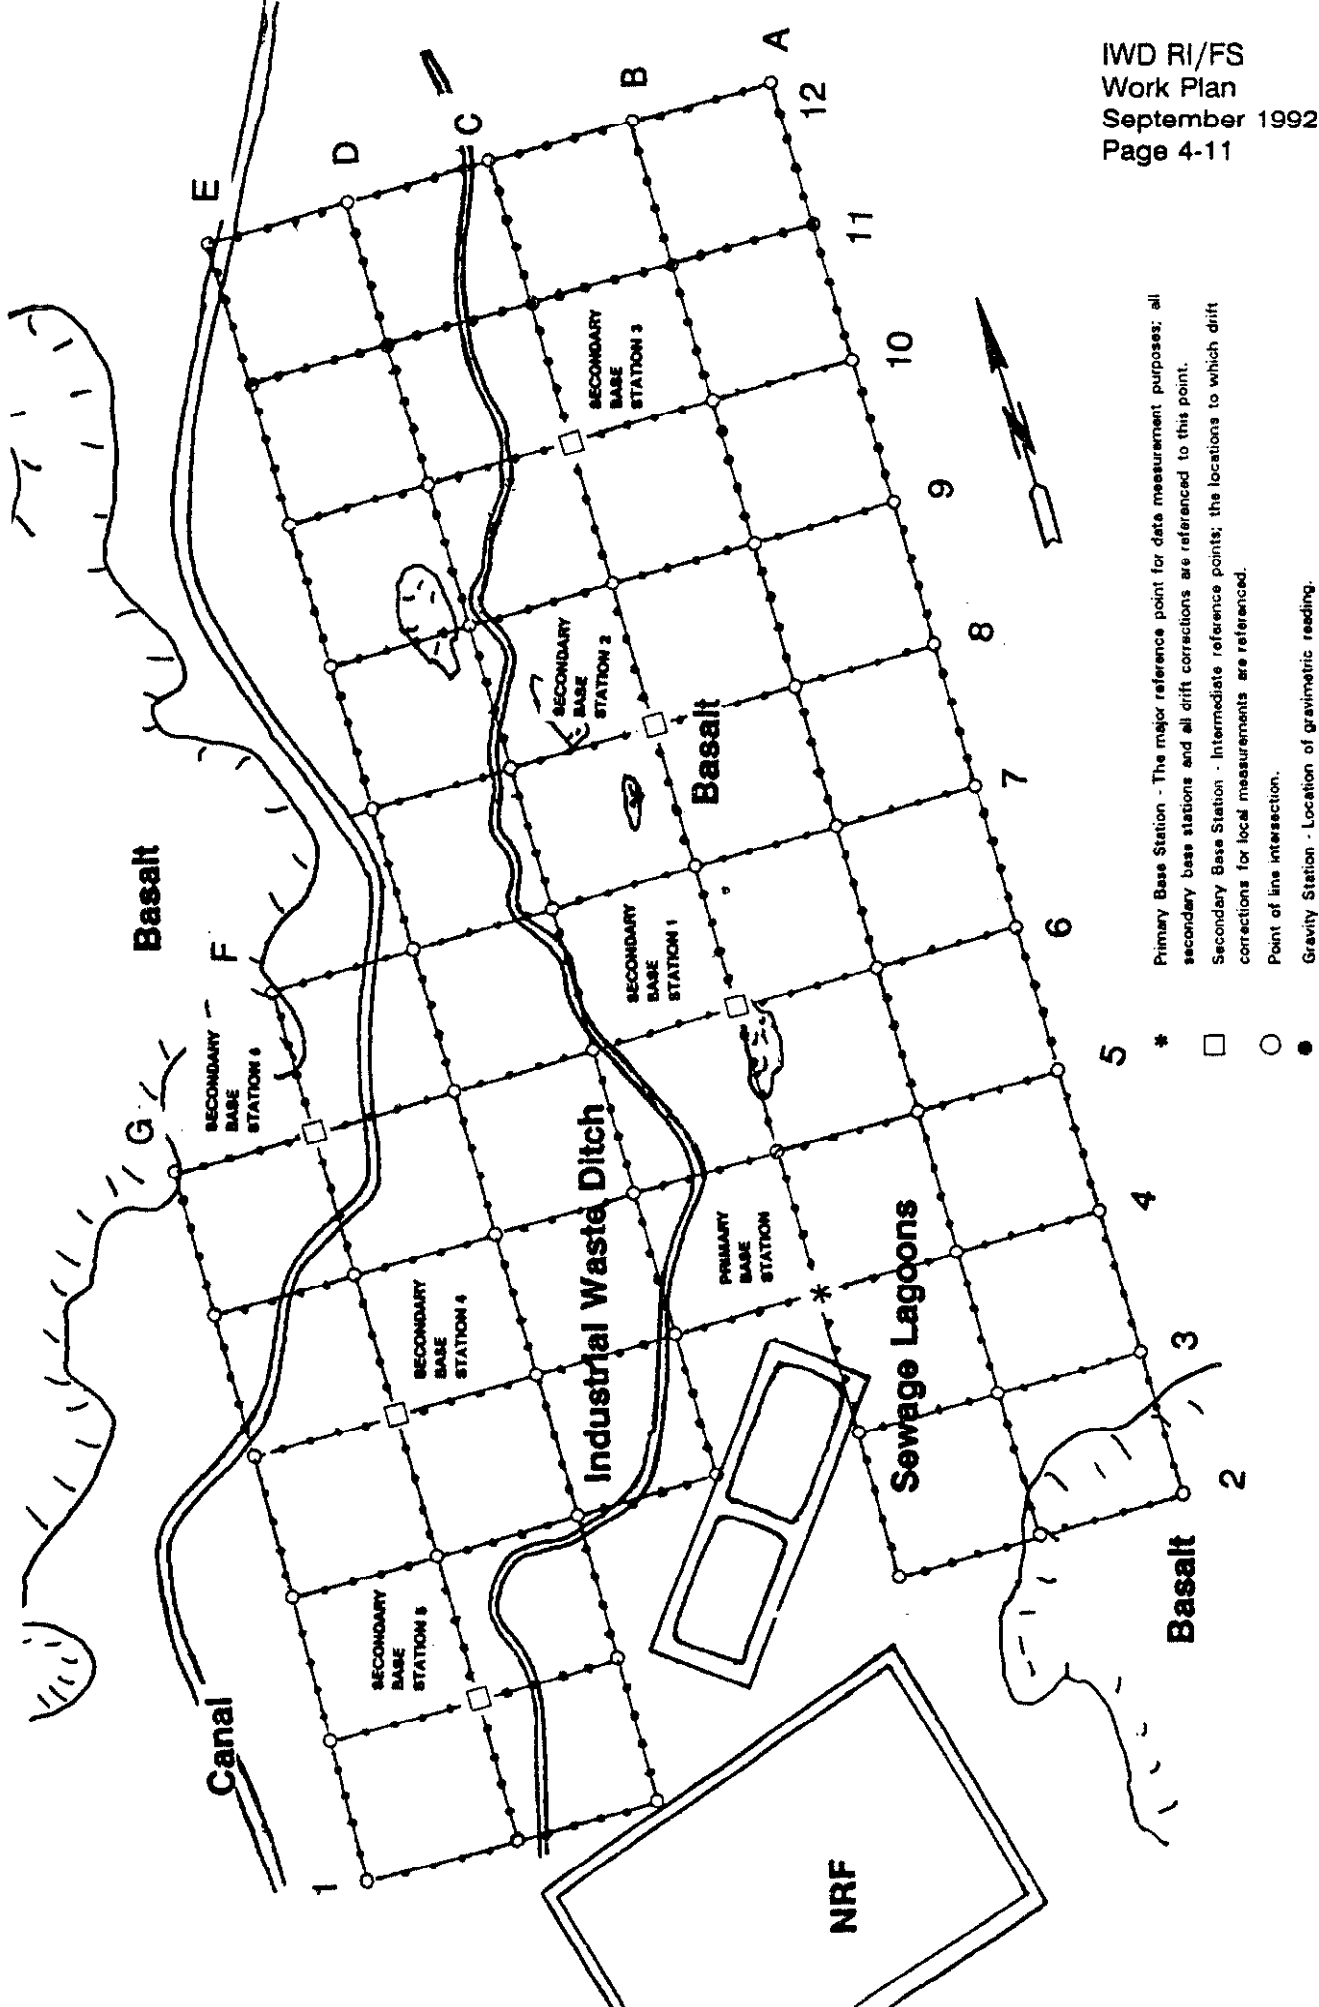 IWD RI/FS
Work Plan
September 1992
Page 4-11
A
B
C
D
E
F
G
1
2
3
4
5
6
7
8
9
10
11
12
Basalt
Canal
SECONDARY
BASE
STATION 6
SECONDARY
BASE
STATION 5
SECONDARY
BASE
STATION 4
SECONDARY
BASE
STATION 3
SECONDARY
BASE
STATION 2
SECONDARY
BASE
STATION 1
PRIMARY
BASE
STATION
Industrial Waste Ditch
Sewage Lagoons
Basalt
Basalt
NRF
N
* Primary Base Station - The major reference point for data measurement purposes; all
secondary base stations and all drift corrections are referenced to this point.
Secondary Base Station - Intermediate reference points; the locations to which drift
corrections for local measurements are referenced.
Point of line intersection.
Gravity Station - Location of gravimetric reading.